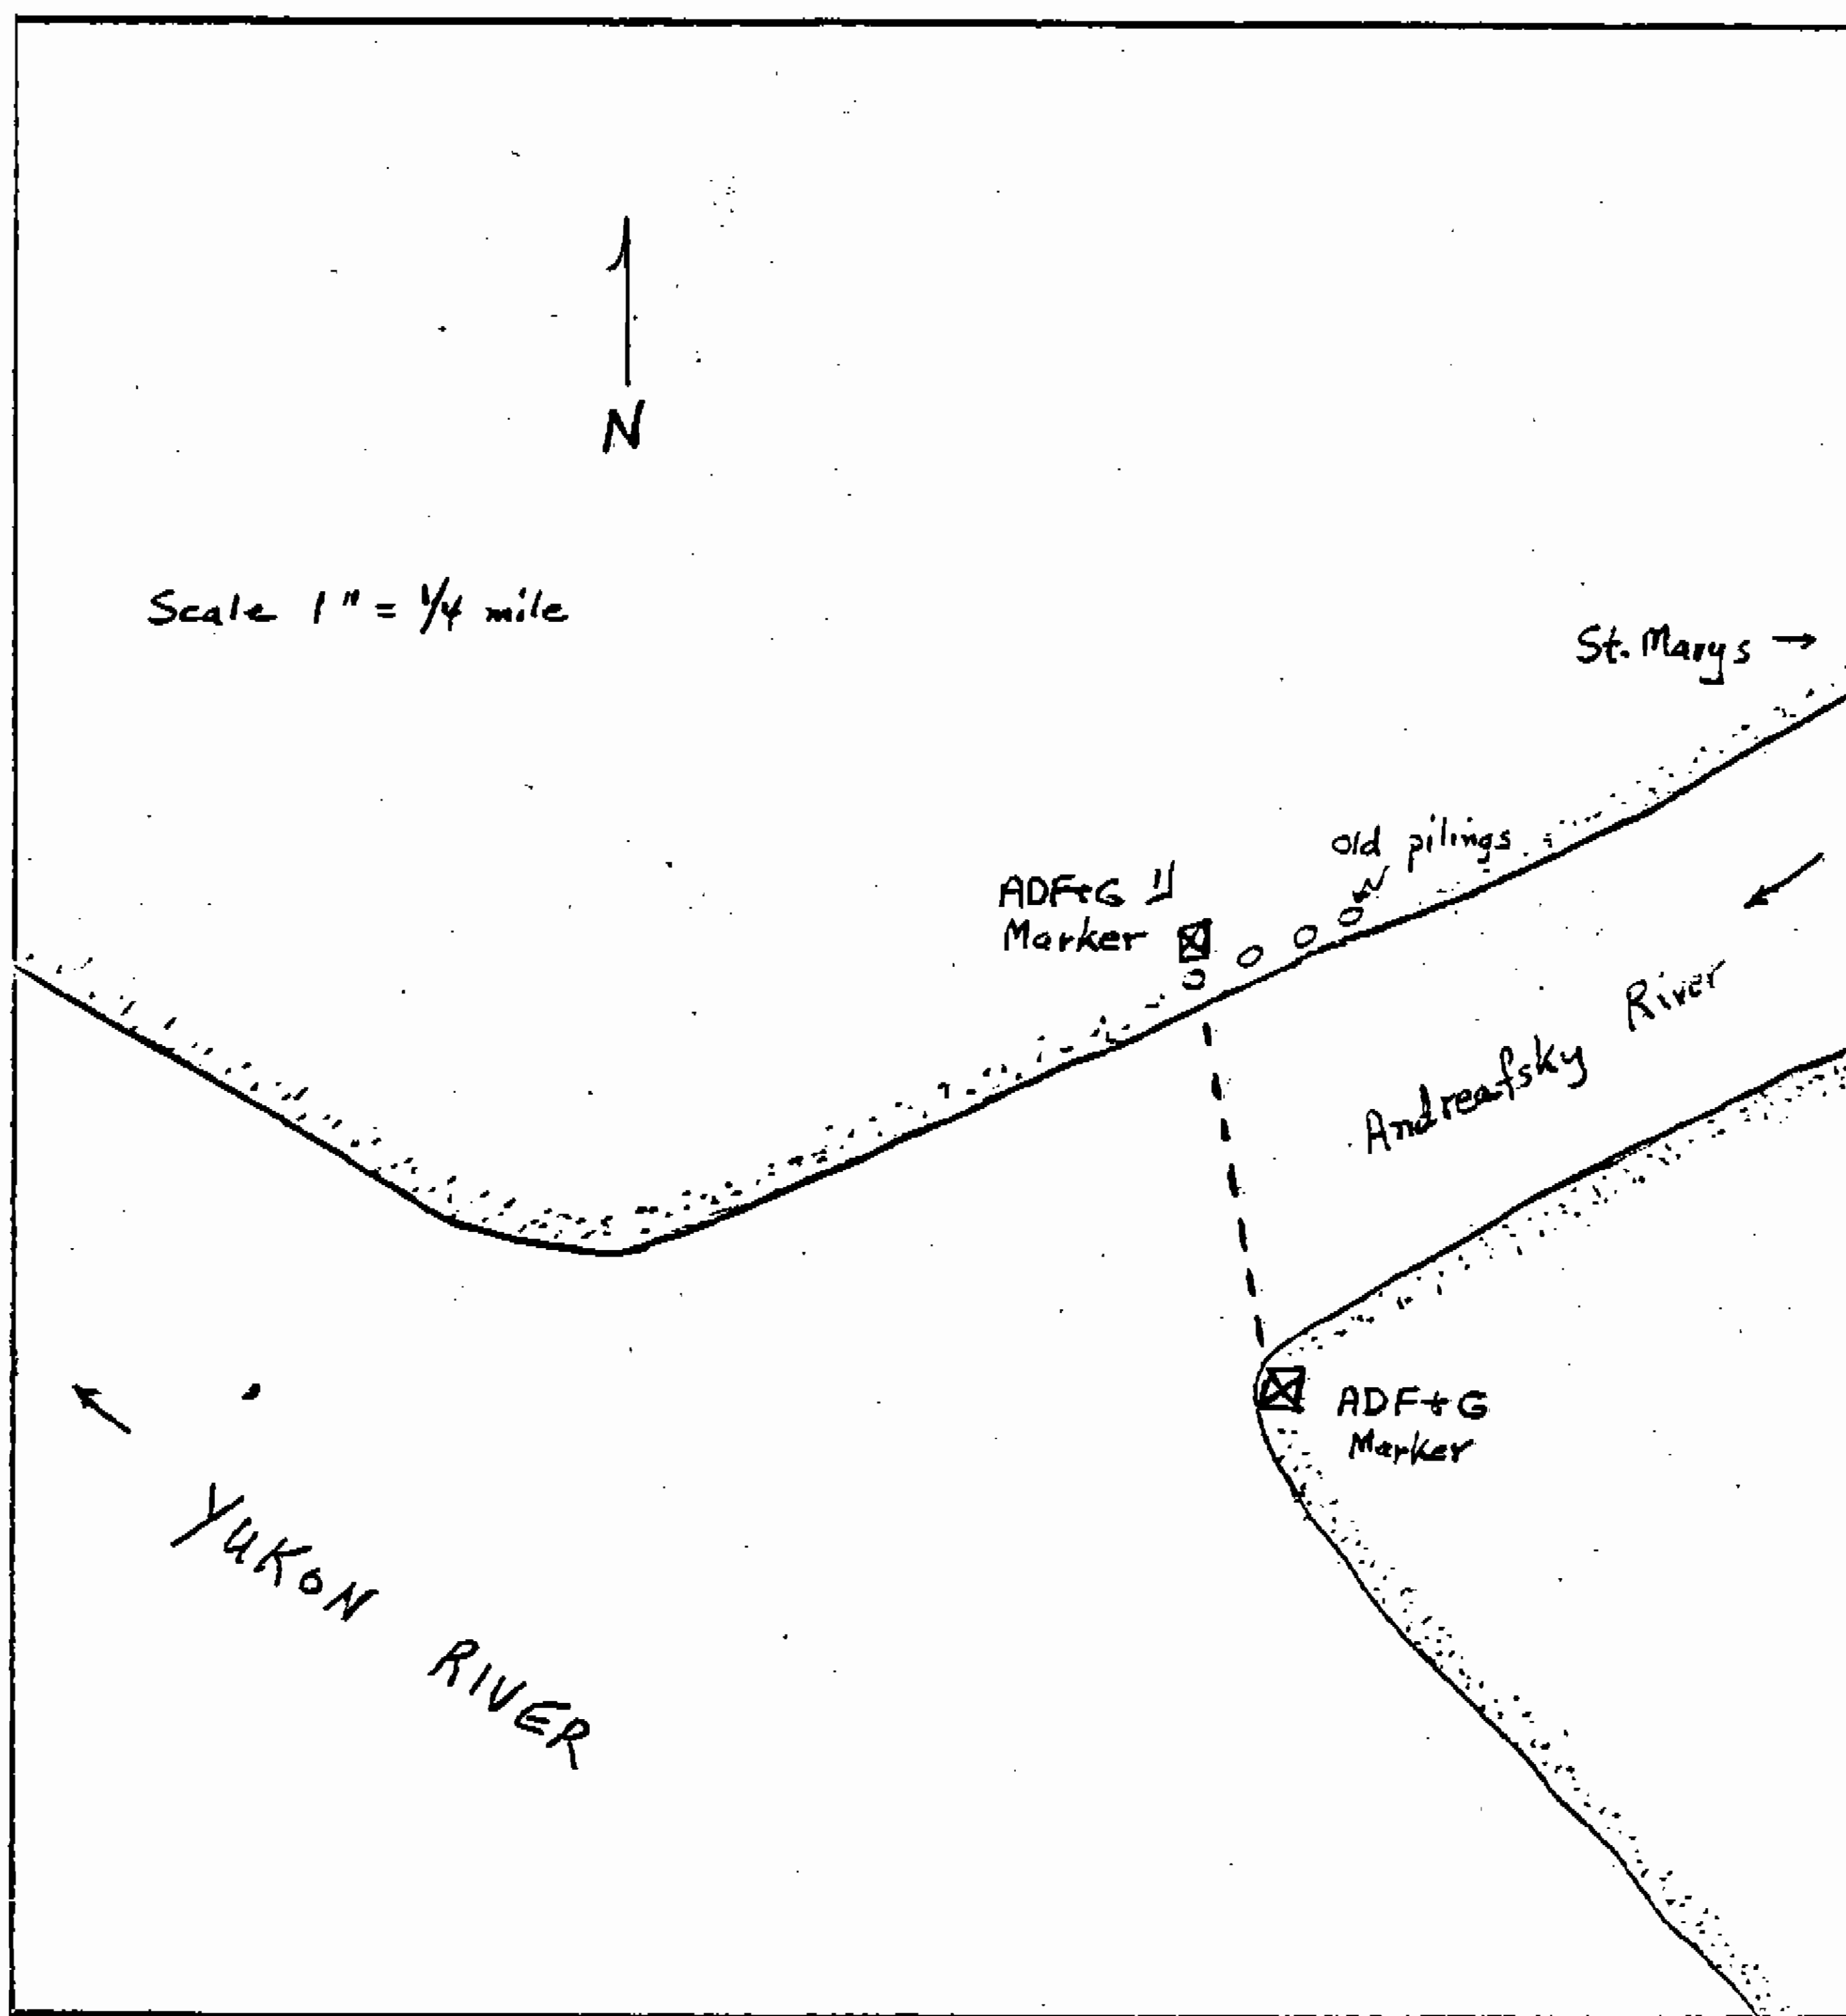 N
Scale 1" = 1/4 mile
St. Marys →
old pilings
ADF+G
Marker
Andreafsky River
ADF+G
Marker
YUKON RIVER